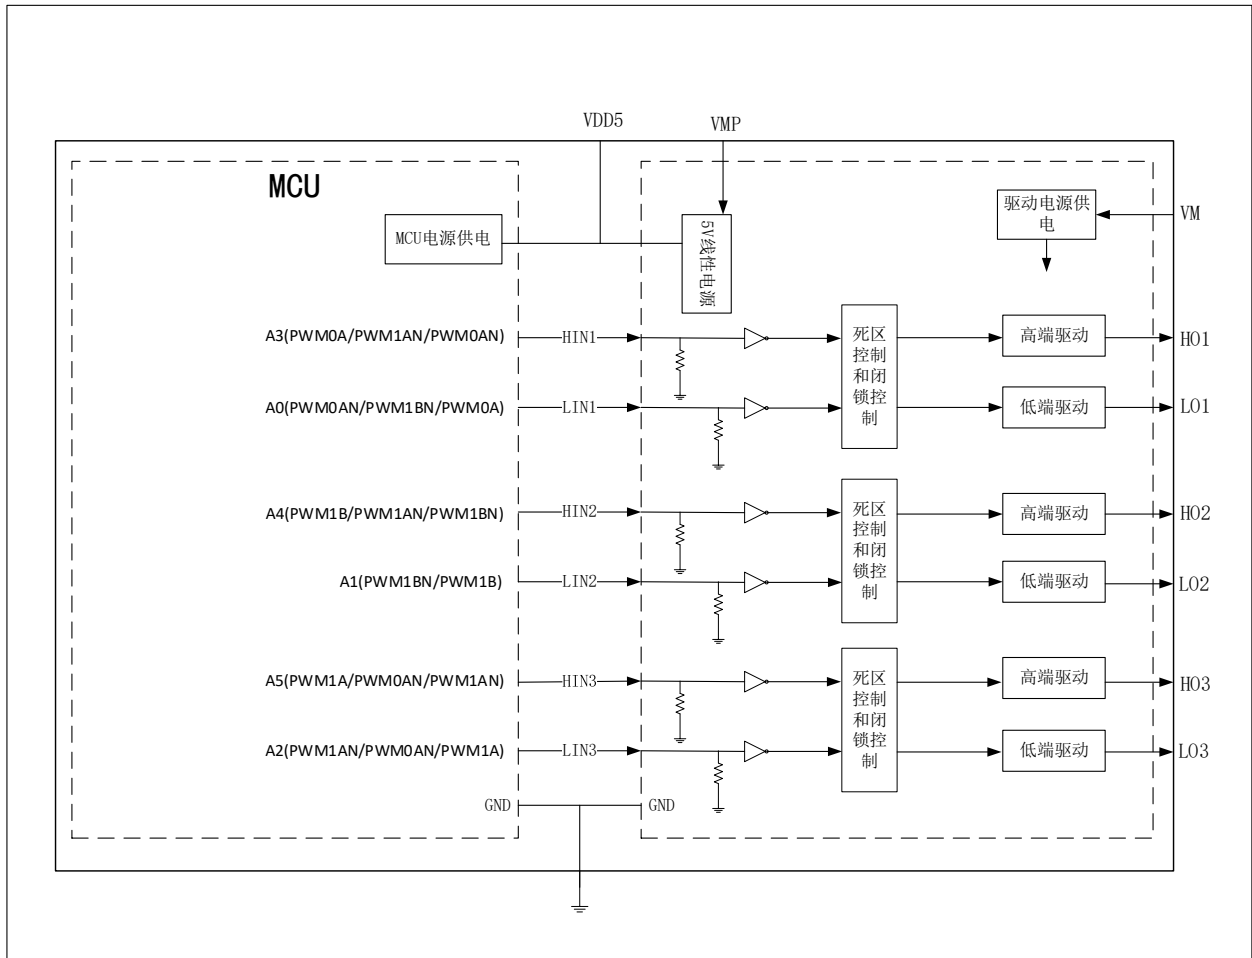 VDD5
VMP
MCU
MCU电源供电
5V线性电源
驱动电源供
电
VM
A3(PWM0A/PWM1AN/PWM0AN)
HIN1
死区
控制
和闭
锁控
制
高端驱动
HO1
A0(PWM0AN/PWM1BN/PWM0A)
LIN1
低端驱动
LO1
A4(PWM1B/PWM1AN/PWM1BN)
HIN2
死区
控制
和闭
锁控
制
高端驱动
HO2
A1(PWM1BN/PWM1B)
LIN2
低端驱动
LO2
A5(PWM1A/PWM0AN/PWM1AN)
HIN3
死区
控制
和闭
锁控
制
高端驱动
HO3
A2(PWM1AN/PWM0AN/PWM1A)
LIN3
低端驱动
LO3
GND
GND